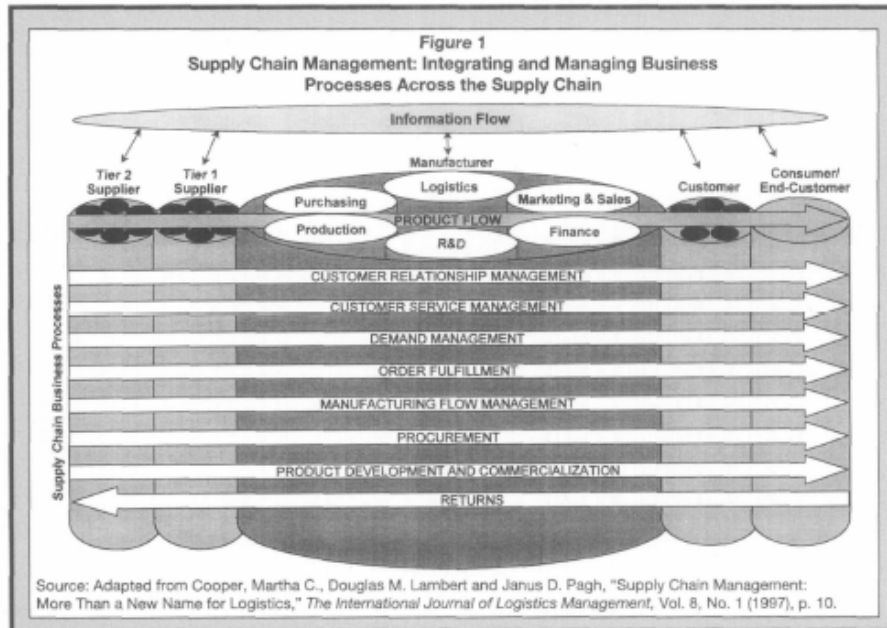 Figure 1
Supply Chain Management: Integrating and Managing Business
Processes Across the Supply Chain
Information Flow
Tier 2
Supplier
Tier 1
Supplier
Manufacturer
Logistics
Purchasing
Marketing & Sales
Customer
Consumer/
End-Customer
PRODUCT FLOW
Production
R&D
Finance
Supply Chain Business Processes
CUSTOMER RELATIONSHIP MANAGEMENT
CUSTOMER SERVICE MANAGEMENT
DEMAND MANAGEMENT
ORDER FULFILLMENT
MANUFACTURING FLOW MANAGEMENT
PROCUREMENT
PRODUCT DEVELOPMENT AND COMMERCIALIZATION
RETURNS
Source: Adapted from Cooper, Martha C., Douglas M. Lambert and Janus D. Pagh, "Supply Chain Management:
More Than a New Name for Logistics," The International Journal of Logistics Management, Vol. 8, No. 1 (1997), p. 10.